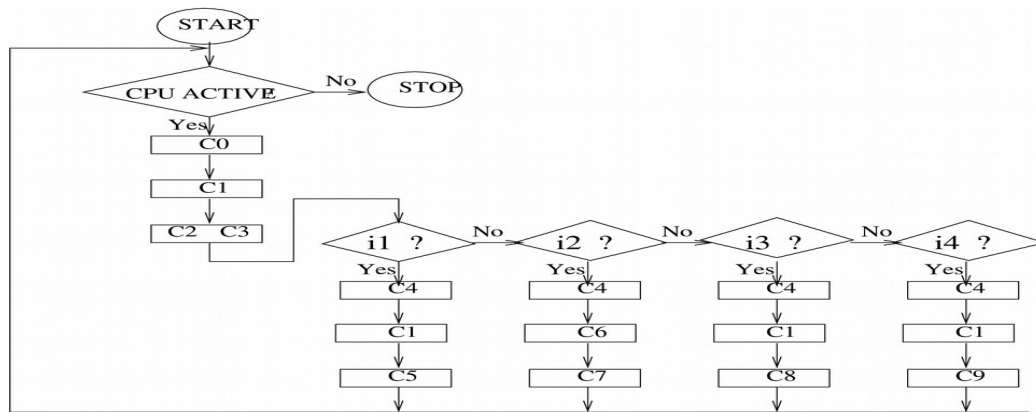 START
CPU ACTIVE?
No
STOP
Yes
C0
C1
C2 C3
i1 ?
No
i2 ?
No
i3 ?
No
i4 ?
Yes
Yes
Yes
Yes
C4
C4
C4
C4
C1
C6
C1
C1
C5
C7
C8
C9